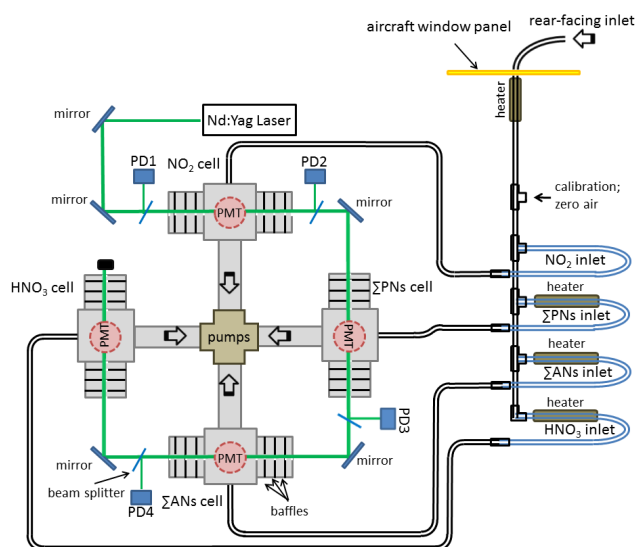 rear-facing inlet
aircraft window panel
heater
mirror
Nd:Yag Laser
NO₂ cell
PD1
PD2
mirror
mirror
PMT
calibration;
zero air
NO₂ inlet
HNO₃ cell
∑PNs cell
heater
∑PNs inlet
PMT
pumps
PMT
heater
∑ANs inlet
heater
HNO₃ inlet
PD3
mirror
PMT
mirror
beam splitter
PD4
∑ANs cell
baffles